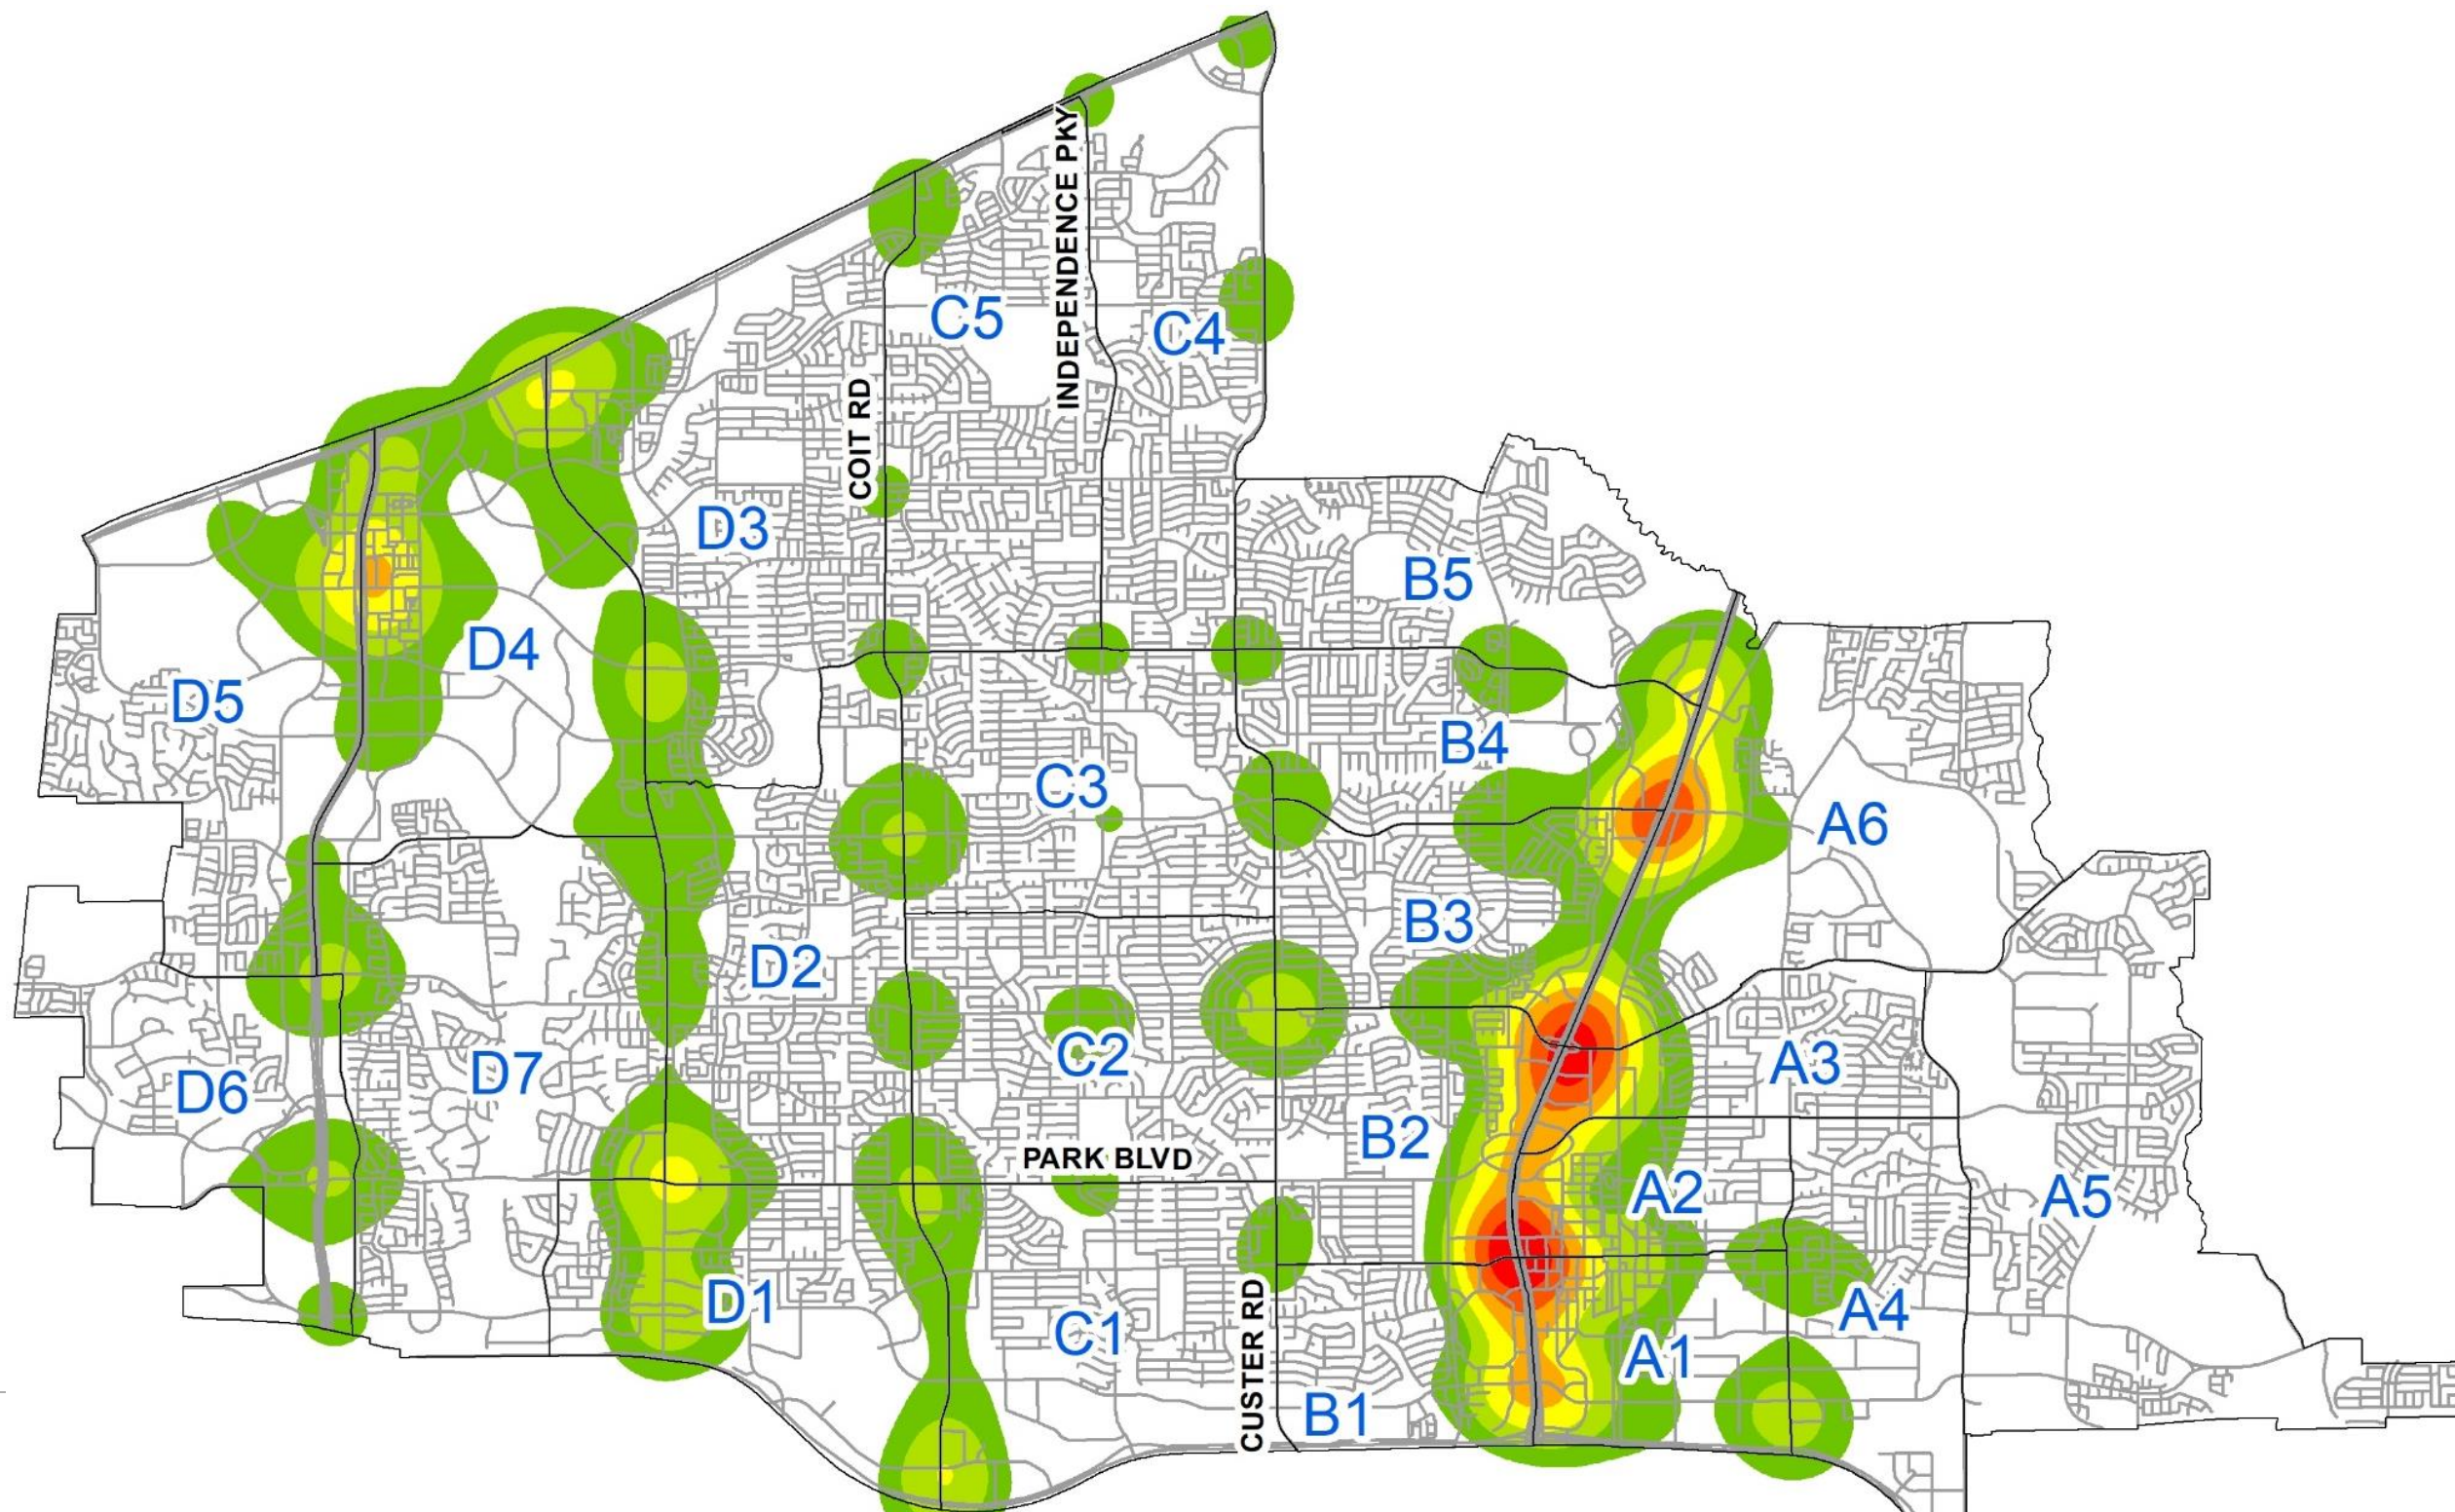 INDEPENDENCE PKY
C5
C4
COIT RD
D3
B5
D4
D5
B4
C3
A6
B3
D2
C2
A3
D7
D6
B2
PARK BLVD
A2
A5
D1
A4
C1
A1
CUSTER RD
B1